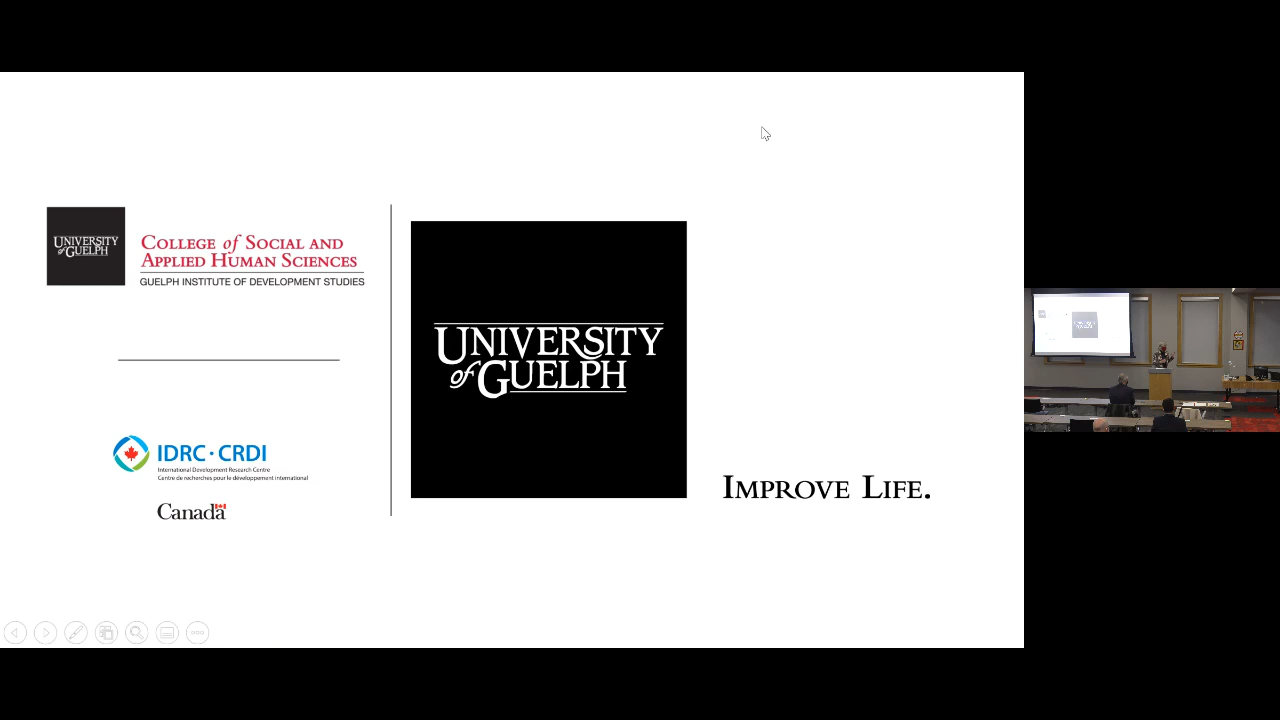 UNIVERSITY
of GUELPH
COLLEGE of SOCIAL AND
APPLIED HUMAN SCIENCES
GUELPH INSTITUTE OF DEVELOPMENT STUDIES
IDRC · CRDI
International Development Research Centre
Centre de recherches pour le développement international
Canada
UNIVERSITY
of GUELPH
IMPROVE LIFE.